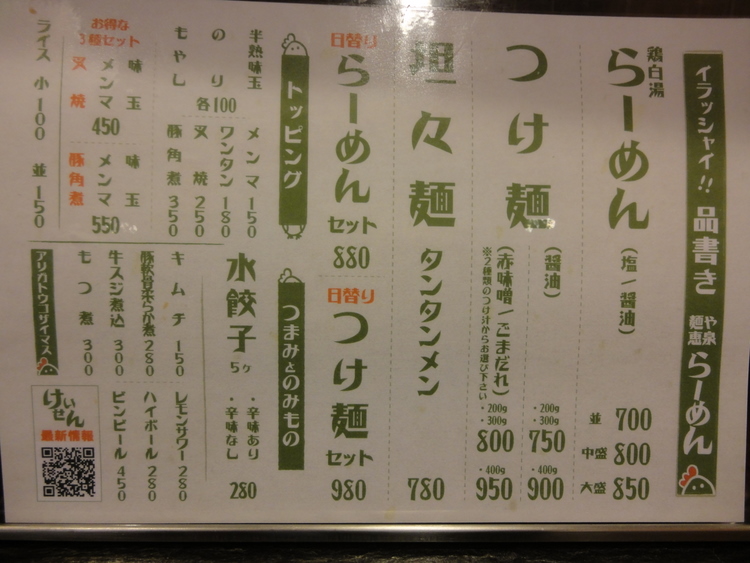 イラッシャイ!! 品書き 麺や恵泉 らーめん
鶏白湯
らーめん (塩/醤油)
並 700
中盛 800
大盛 850
つけ麺
(醤油)
・200g
・300g
750
・400g
900
(赤味噌/ごまだれ)
※2種類のつけ汁からお選び下さい
・200g
・300g
800
・400g
950
担々麺 タンタンメン 780
日替り
らーめん
セット
880
日替り
つけ麺
セット
980
トッピング
半熟味玉
のり
もやし
各100
メンマ 150
ワンタン 180
叉焼 250
豚角煮 350
お得な
3種セット
味玉
メンマ
叉焼
450
味玉
メンマ
豚角煮
550
ライス 小100 並150
つまみとのみもの
水餃子 5ヶ
・辛味あり
・辛味なし
280
キムチ 150
豚軟骨柔らか煮 280
牛スジ煮込 300
もつ煮 300
レモンサワー 280
ハイボール 280
ビンビール 450
アリガトウゴザイマス
けいせん
最新情報